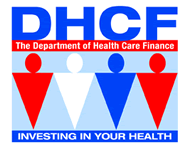 DHCF
The Department of Health Care Finance
INVESTING IN YOUR HEALTH